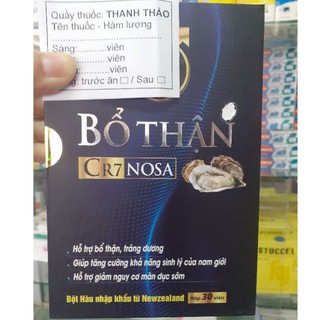 Quầy thuốc: THANH THẢO
Tên thuốc - Hàm lượng
Sáng:............viên
............viên
............viên
trước ăn □ / Sau □
BỔ THẬN
CR7 NOSA
- Hỗ trợ bổ thận, tráng dương
- Giúp tăng cường khả năng sinh lý của nam giới
- Hỗ trợ giảm nguy cơ mãn dục sớm
Bột Hàu nhập khẩu từ Newzealand
Hộp 30 viên